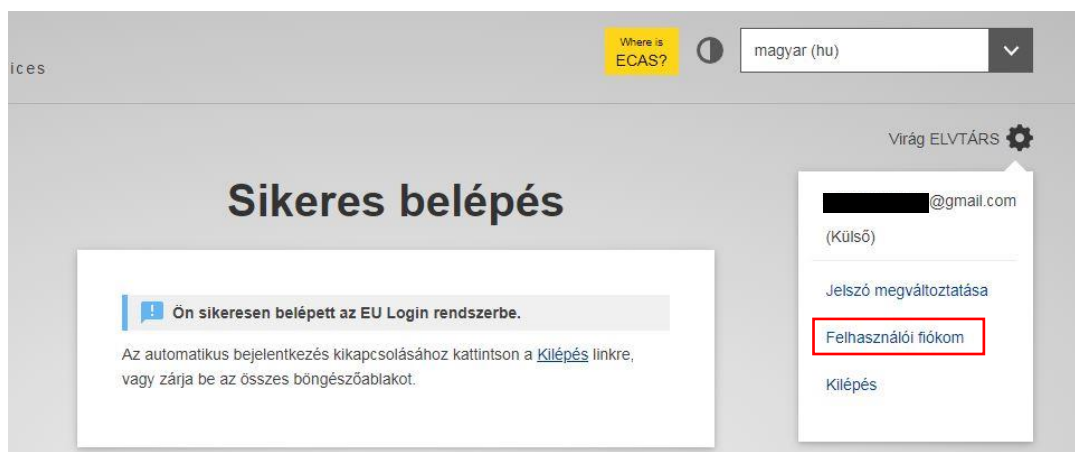 Where is
ECAS?
magyar (hu)
ices
Virág ELVTÁRS
Sikeres belépés
@gmail.com
(Külső)
Ön sikeresen belépett az EU Login rendszerbe.
Jelszó megváltoztatása
Az automatikus bejelentkezés kikapcsolásához kattintson a Kilépés linkre,
vagy zárja be az összes böngészőablakot.
Felhasználói fiókom
Kilépés